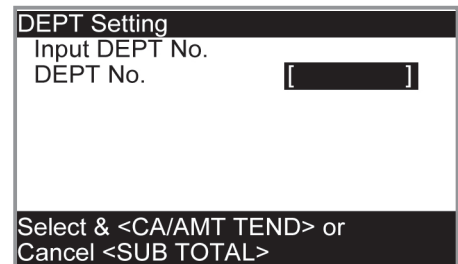 DEPT Setting
Input DEPT No.
DEPT No. [ ]
Select & <CA/AMT TEND> or
Cancel <SUB TOTAL>